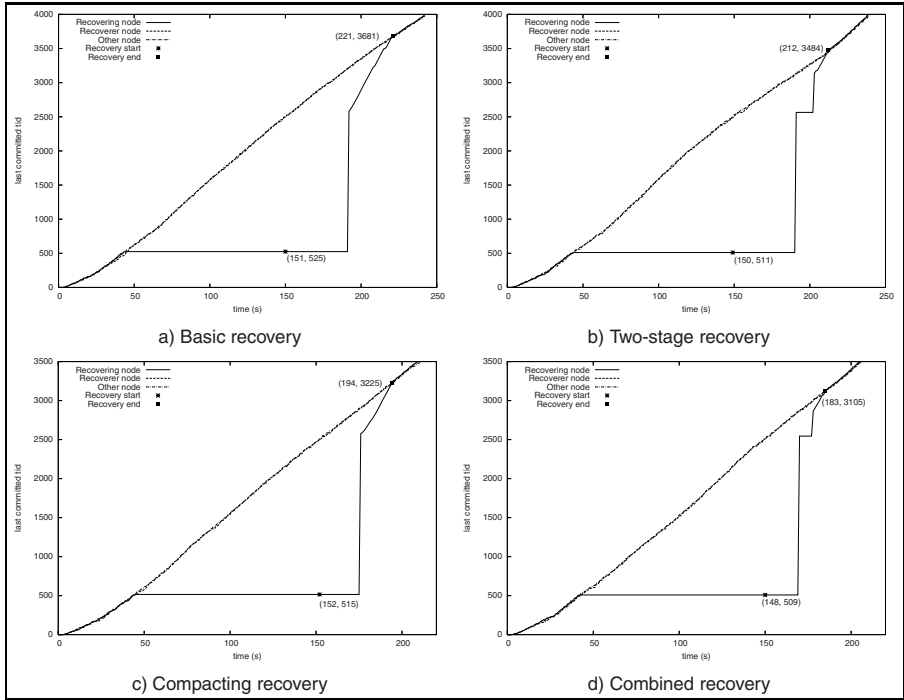 4000
3500
3000
2500
2000
1500
1000
500
0
last committed tid
Recovering node
Recoverer node
Other node
Recovery start
Recovery end
(221, 3681)
(151, 525)
0 50 100 150 200 250
time (s)
a) Basic recovery
4000
3500
3000
2500
2000
1500
1000
500
0
last committed tid
Recovering node
Recoverer node
Other node
Recovery start
Recovery end
(212, 3484)
(150, 511)
0 50 100 150 200 250
time (s)
b) Two-stage recovery
3500
3000
2500
2000
1500
1000
500
0
last committed tid
Recovering node
Recoverer node
Other node
Recovery start
Recovery end
(194, 3225)
(152, 515)
0 50 100 150 200
time (s)
c) Compacting recovery
3500
3000
2500
2000
1500
1000
500
0
last committed tid
Recovering node
Recoverer node
Other node
Recovery start
Recovery end
(183, 3105)
(148, 509)
0 50 100 150 200
time (s)
d) Combined recovery